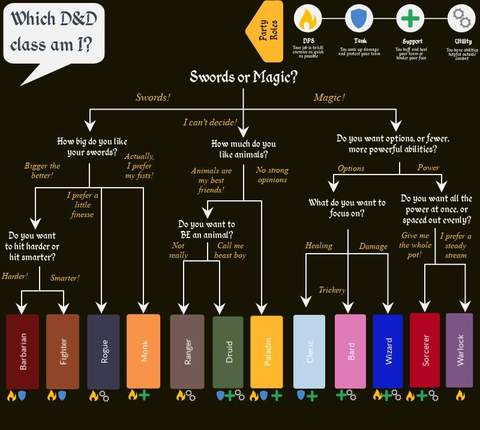 Which D&D
class am I?
Party
Roles
DPS
Your job is to kill
enemies as quick
as possible
Tank
You soak up damage
and protect your team
Support
You buff and heal
your team or
hinder your foes
Utility
You have abilities
helpful outside
combat
Swords or Magic?
Swords!
I can't decide!
Magic!
How big do you like
your swords?
How much do you
like animals?
Do you want options, or fewer,
more powerful abilities?
Bigger the
better!
Actually,
I prefer
my fists!
I prefer a
little
finesse
Animals are
my best
friends!
No strong
opinions
Options
Power
Do you want
to hit harder or
hit smarter?
Do you want to
BE an animal?
What do you want to
focus on?
Do you want all the
power at once, or
spaced out evenly?
Harder!
Smarter!
Not
really
Call me
beast boy
Healing
Trickery
Damage
Give me
the whole
pot!
I prefer a
steady
stream
Barbarian
Fighter
Rogue
Monk
Ranger
Druid
Paladin
Cleric
Bard
Wizard
Sorcerer
Warlock